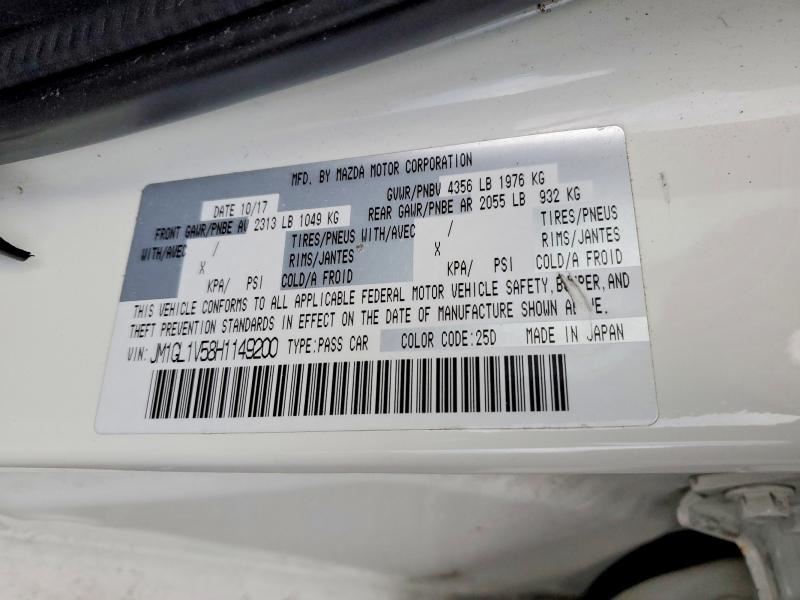 MFD. BY MAZDA MOTOR CORPORATION
DATE 10/17 GVWR/PNBV 4356 LB 1976 KG
FRONT GAWR/PNBE AV 2313 LB 1049 KG REAR GAWR/PNBE AR 2055 LB 932 KG
WITH/AVEC / TIRES/PNEUS WITH/AVEC / TIRES/PNEUS
X RIMS/JANTES X RIMS/JANTES
KPA/ PSI COLD/A FROID KPA/ PSI COLD/A FROID
THIS VEHICLE CONFORMS TO ALL APPLICABLE FEDERAL MOTOR VEHICLE SAFETY, BUMPER, AND
THEFT PREVENTION STANDARDS IN EFFECT ON THE DATE OF MANUFACTURE SHOWN ABOVE.
VIN: JM1GL1V58H1149200 TYPE:PASS CAR COLOR CODE:25D MADE IN JAPAN